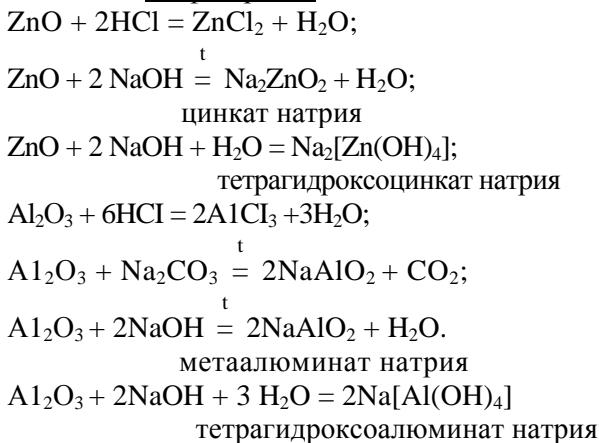 ZnO + 2HCl = ZnCl₂ + H₂O;
t
ZnO + 2 NaOH = Na₂ZnO₂ + H₂O;
цинкат натрия
ZnO + 2 NaOH + H₂O = Na₂[Zn(OH)₄];
тетрагидроксоцинкат натрия
Al₂O₃ + 6HCI = 2A1CI₃ +3H₂O;
t
A1₂O₃ + Na₂CO₃ = 2NaAlO₂ + CO₂;
t
A1₂O₃ + 2NaOH = 2NaAlO₂ + H₂O.
метаалюминат натрия
A1₂O₃ + 2NaOH + 3 H₂O = 2Na[Al(OH)₄]
тетрагидроксоалюминат натрия